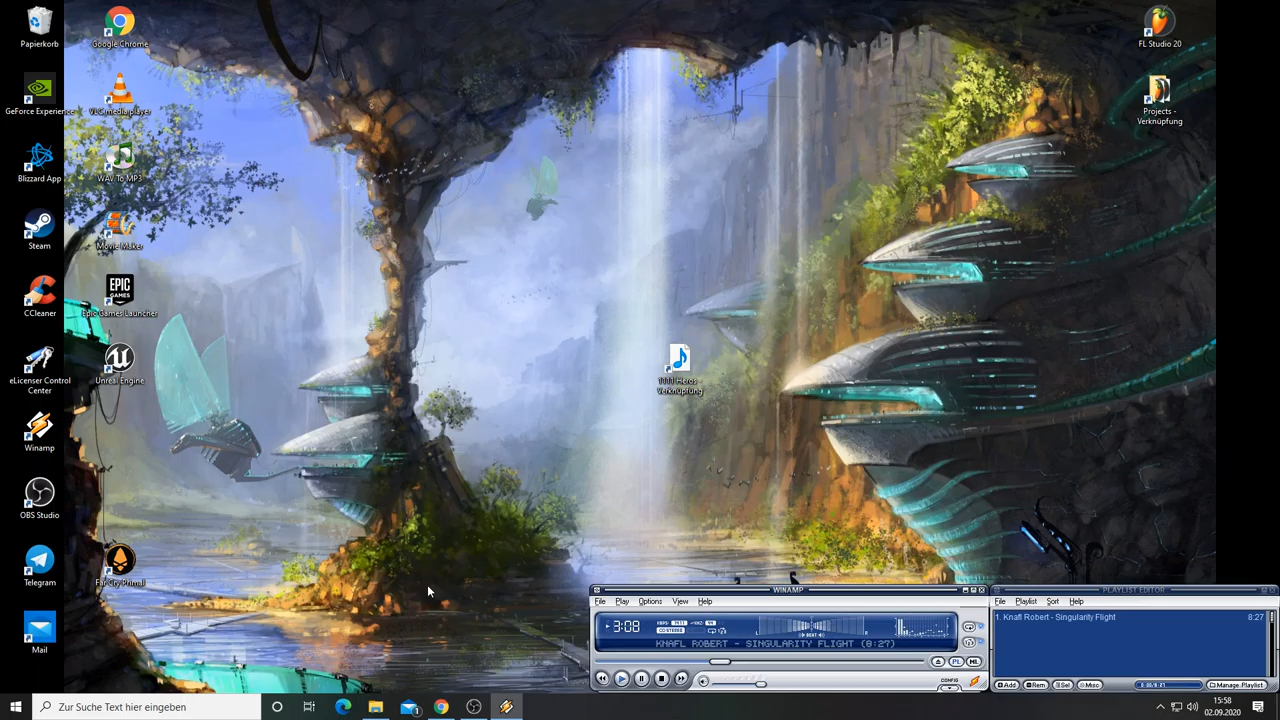 Papierkorb
Google Chrome
GeForce Experience
VLC media player
Blizzard App
WAV To MP3
Steam
Movie Maker
CCleaner
EPIC
GAMES
Epic Games Launcher
eLicenser Control
Center
Unreal Engine
Winamp
OBS Studio
Telegram
Far Cry Primal
Mail
FL Studio 20
Projects -
Verknüpfung
1111 Heros -
Verknüpfung
WINAMP
File Play Options View Help
3:08
KNAFL ROBERT - SINGULARITY FLIGHT (8:27)
PL ML
CONFIG
PLAYLIST EDITOR
File Playlist Sort Help
1. Knafl Robert - Singularity Flight 8:27
Add Rem Sel Misc Manage Playlist
Zur Suche Text hier eingeben
1
15:58
02.09.2020